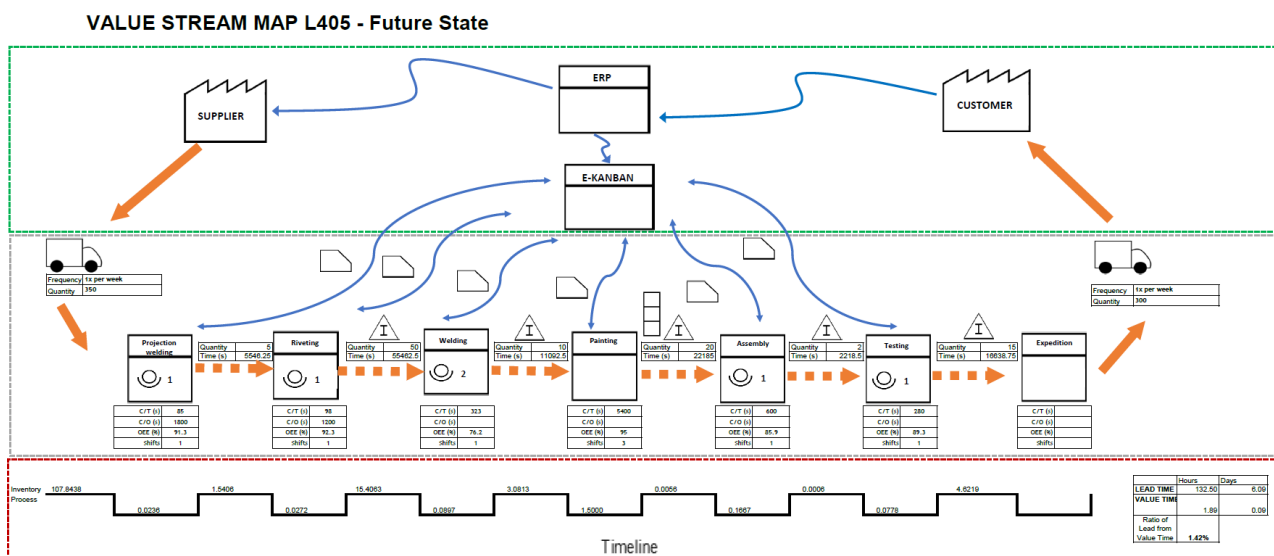 VALUE STREAM MAP L405 - Future State
ERP
SUPPLIER
CUSTOMER
E-KANBAN
Frequency 1x per week
Quantity 350
Frequency 1x per week
Quantity 300
I I I I I
Projection welding
Quantity 5
Time (s) 5546.25
Riveting
Quantity 50
Time (s) 55462.5
Welding
Quantity 10
Time (s) 11092.5
Painting
Quantity 20
Time (s) 22185
Assembly
Quantity 2
Time (s) 2218.5
Testing
Quantity 15
Time (s) 16638.75
Expedition
1 1 2 1 1
C/T (s) 85
C/O (s) 1800
OEE (%) 91.3
Shifts 1
C/T (s) 98
C/O (s) 1200
OEE (%) 92.3
Shifts 1
C/T (s) 323
C/O (s)
OEE (%) 76.2
Shifts 1
C/T (s) 5400
C/O (s)
OEE (%) 95
Shifts 3
C/T (s) 600
C/O (s)
OEE (%) 85.9
Shifts 1
C/T (s) 280
C/O (s)
OEE (%) 89.3
Shifts 1
C/T (s)
C/O (s)
OEE (%)
Shifts
Inventory 107.8438 1.5406 15.4063 3.0813 0.0056 0.0006 4.6219
Process
0.0236 0.0272 0.0897 1.5000 0.1667 0.0778
Hours Days
LEAD TIME 132.50 6.09
VALUE TIME
1.89 0.09
Ratio of
Lead from
Value Time 1.42%
Timeline